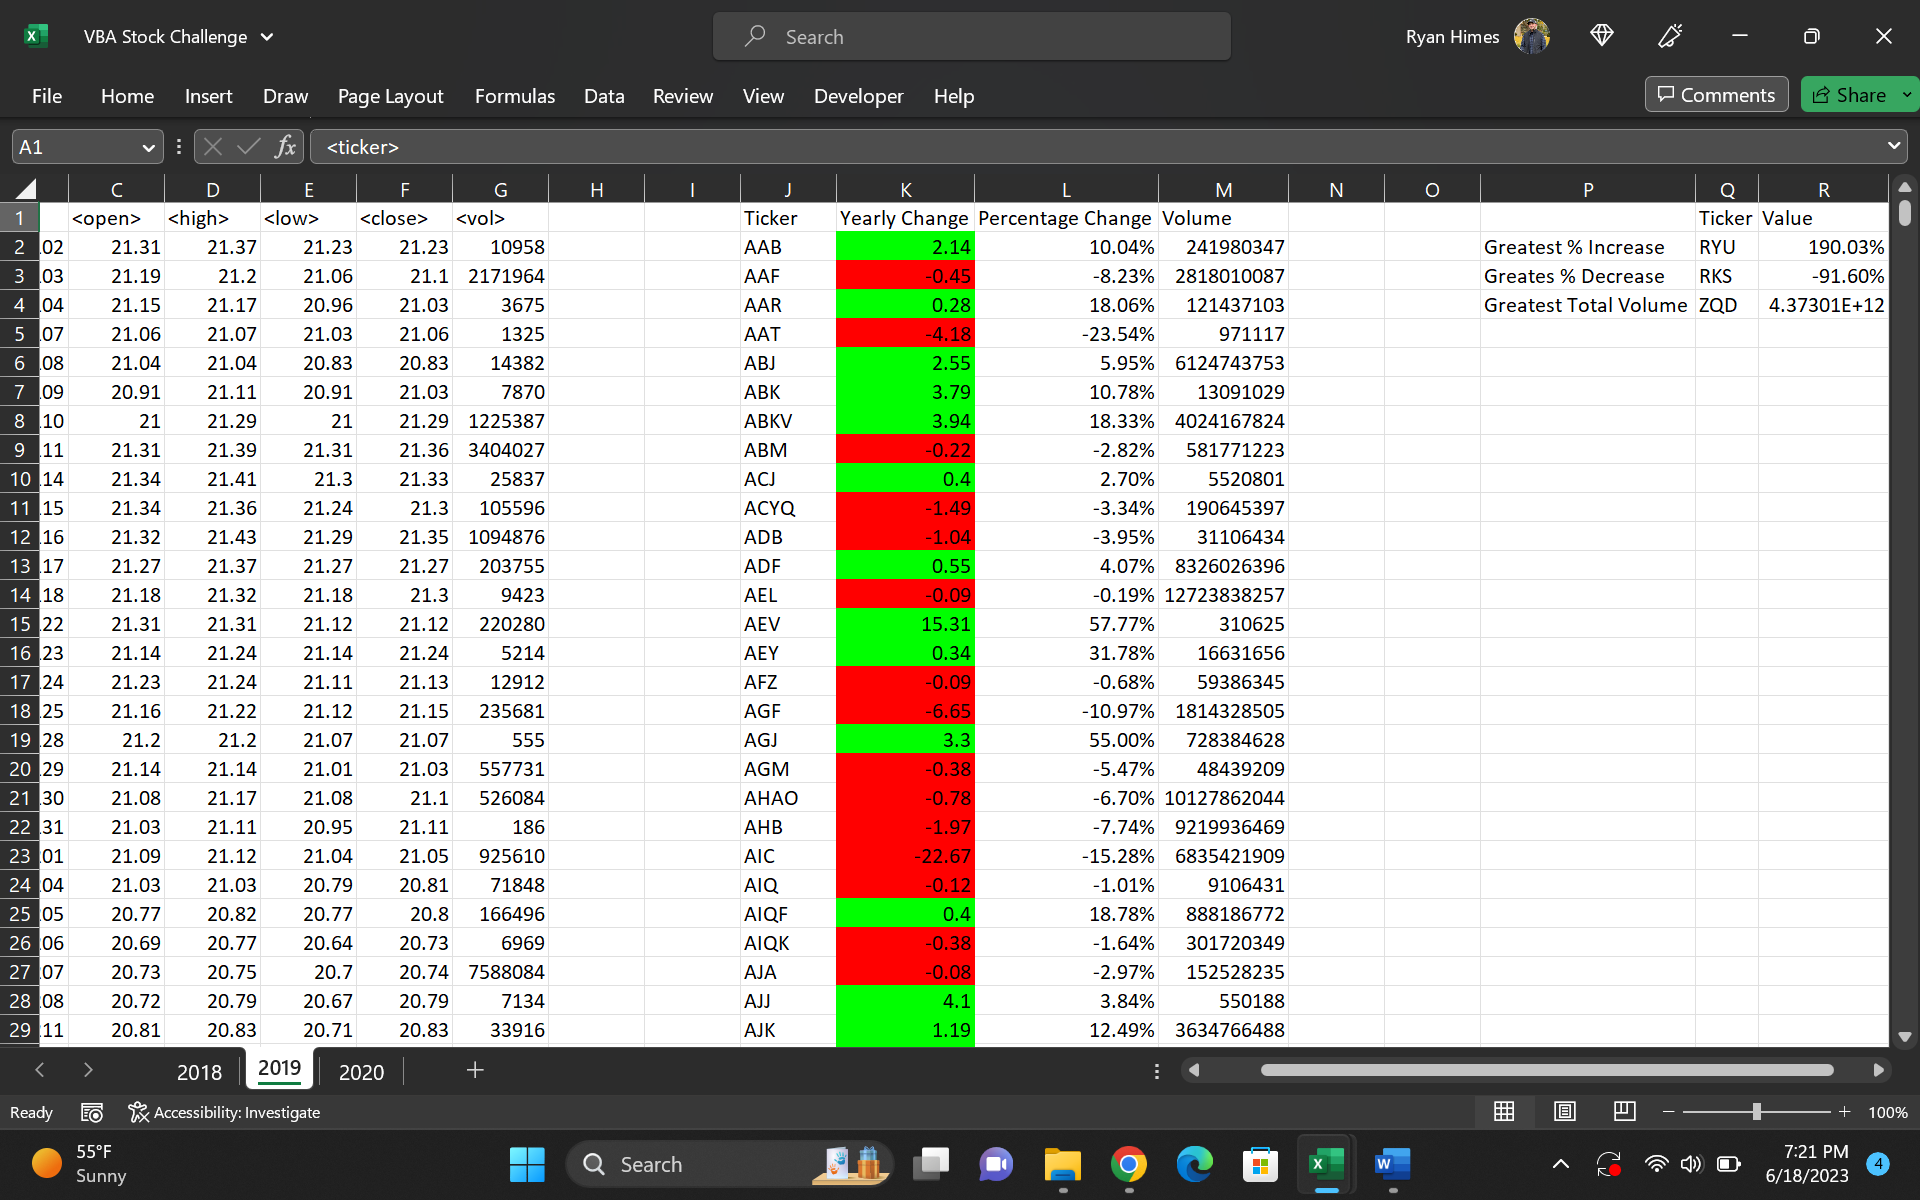 VBA Stock Challenge
Search
Ryan Himes
File Home Insert Draw Page Layout Formulas Data Review View Developer Help
Comments Share
A1 fx <ticker>
C D E F G H I J K L M N O P Q R
1 <open> <high> <low> <close> <vol> Ticker Yearly Change Percentage Change Volume Ticker Value
2 02 21.31 21.37 21.23 21.23 10958 AAB 2.14 10.04% 241980347 Greatest % Increase RYU 190.03%
3 03 21.19 21.2 21.06 21.1 2171964 AAF -0.45 -8.23% 2818010087 Greates % Decrease RKS -91.60%
4 04 21.15 21.17 20.96 21.03 3675 AAR 0.28 18.06% 121437103 Greatest Total Volume ZQD 4.37301E+12
5 07 21.06 21.07 21.03 21.06 1325 AAT -4.18 -23.54% 971117
6 08 21.04 21.04 20.83 20.83 14382 ABJ 2.55 5.95% 6124743753
7 09 20.91 21.11 20.91 21.03 7870 ABK 3.79 10.78% 13091029
8 10 21 21.29 21 21.29 1225387 ABKV 3.94 18.33% 4024167824
9 11 21.31 21.39 21.31 21.36 3404027 ABM -0.22 -2.82% 581771223
10 14 21.34 21.41 21.3 21.33 25837 ACJ 0.4 2.70% 5520801
11 15 21.34 21.36 21.24 21.3 105596 ACYQ -1.49 -3.34% 190645397
12 16 21.32 21.43 21.29 21.35 1094876 ADB -1.04 -3.95% 31106434
13 17 21.27 21.37 21.27 21.27 203755 ADF 0.55 4.07% 8326026396
14 18 21.18 21.32 21.18 21.3 9423 AEL -0.09 -0.19% 12723838257
15 22 21.31 21.31 21.12 21.12 220280 AEV 15.31 57.77% 310625
16 23 21.14 21.24 21.14 21.24 5214 AEY 0.34 31.78% 16631656
17 24 21.23 21.24 21.11 21.13 12912 AFZ -0.09 -0.68% 59386345
18 25 21.16 21.22 21.12 21.15 235681 AGF -6.65 -10.97% 1814328505
19 28 21.2 21.2 21.07 21.07 555 AGJ 3.3 55.00% 728384628
20 29 21.14 21.14 21.01 21.03 557731 AGM -0.38 -5.47% 48439209
21 30 21.08 21.17 21.08 21.1 526084 AHAO -0.78 -6.70% 10127862044
22 31 21.03 21.11 20.95 21.11 186 AHB -1.97 -7.74% 9219936469
23 01 21.09 21.12 21.04 21.05 925610 AIC -22.67 -15.28% 6835421909
24 04 21.03 21.03 20.79 20.81 71848 AIQ -0.12 -1.01% 9106431
25 05 20.77 20.82 20.77 20.8 166496 AIQF 0.4 18.78% 888186772
26 06 20.69 20.77 20.64 20.73 6969 AIQK -0.38 -1.64% 301720349
27 07 20.73 20.75 20.7 20.74 7588084 AJA -0.08 -2.97% 152528235
28 08 20.72 20.79 20.67 20.79 7134 AJJ 4.1 3.84% 550188
29 11 20.81 20.83 20.71 20.83 33916 AJK 1.19 12.49% 3634766488
2018 2019 2020
Ready Accessibility: Investigate 100%
55°F
Sunny
Search
7:21 PM
6/18/2023
4